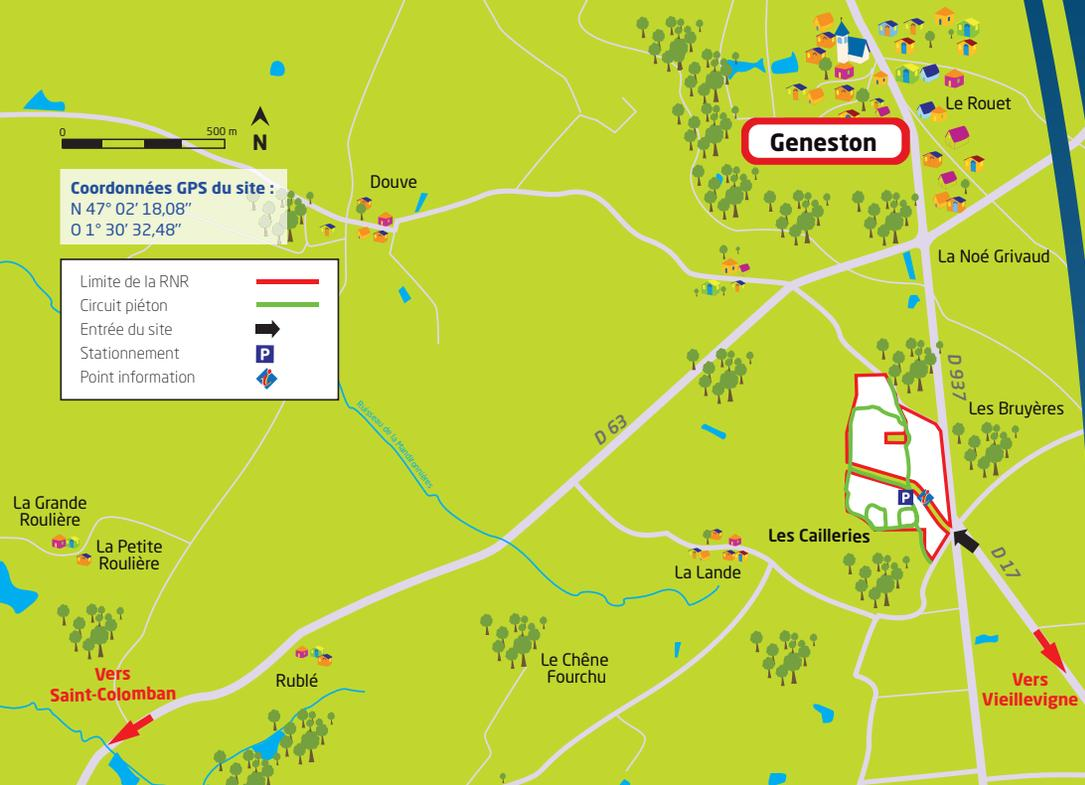 Le Rouet
Geneston
0 500 m
N
Coordonnées GPS du site :
N 47° 02’ 18,08’’
O 1° 30’ 32,48’’
Douve
La Noé Grivaud
Limite de la RNR
Circuit piéton
Entrée du site
Stationnement
P
Point information
D 937
Les Bruyères
Ruisseau de la Mandironnières
D 63
La Grande
Roulière
La Petite
Roulière
P
Les Cailleries
La Lande
D 17
Le Chêne
Fourchu
Rublé
Vers
Saint-Colomban
Vers
Vieillevigne